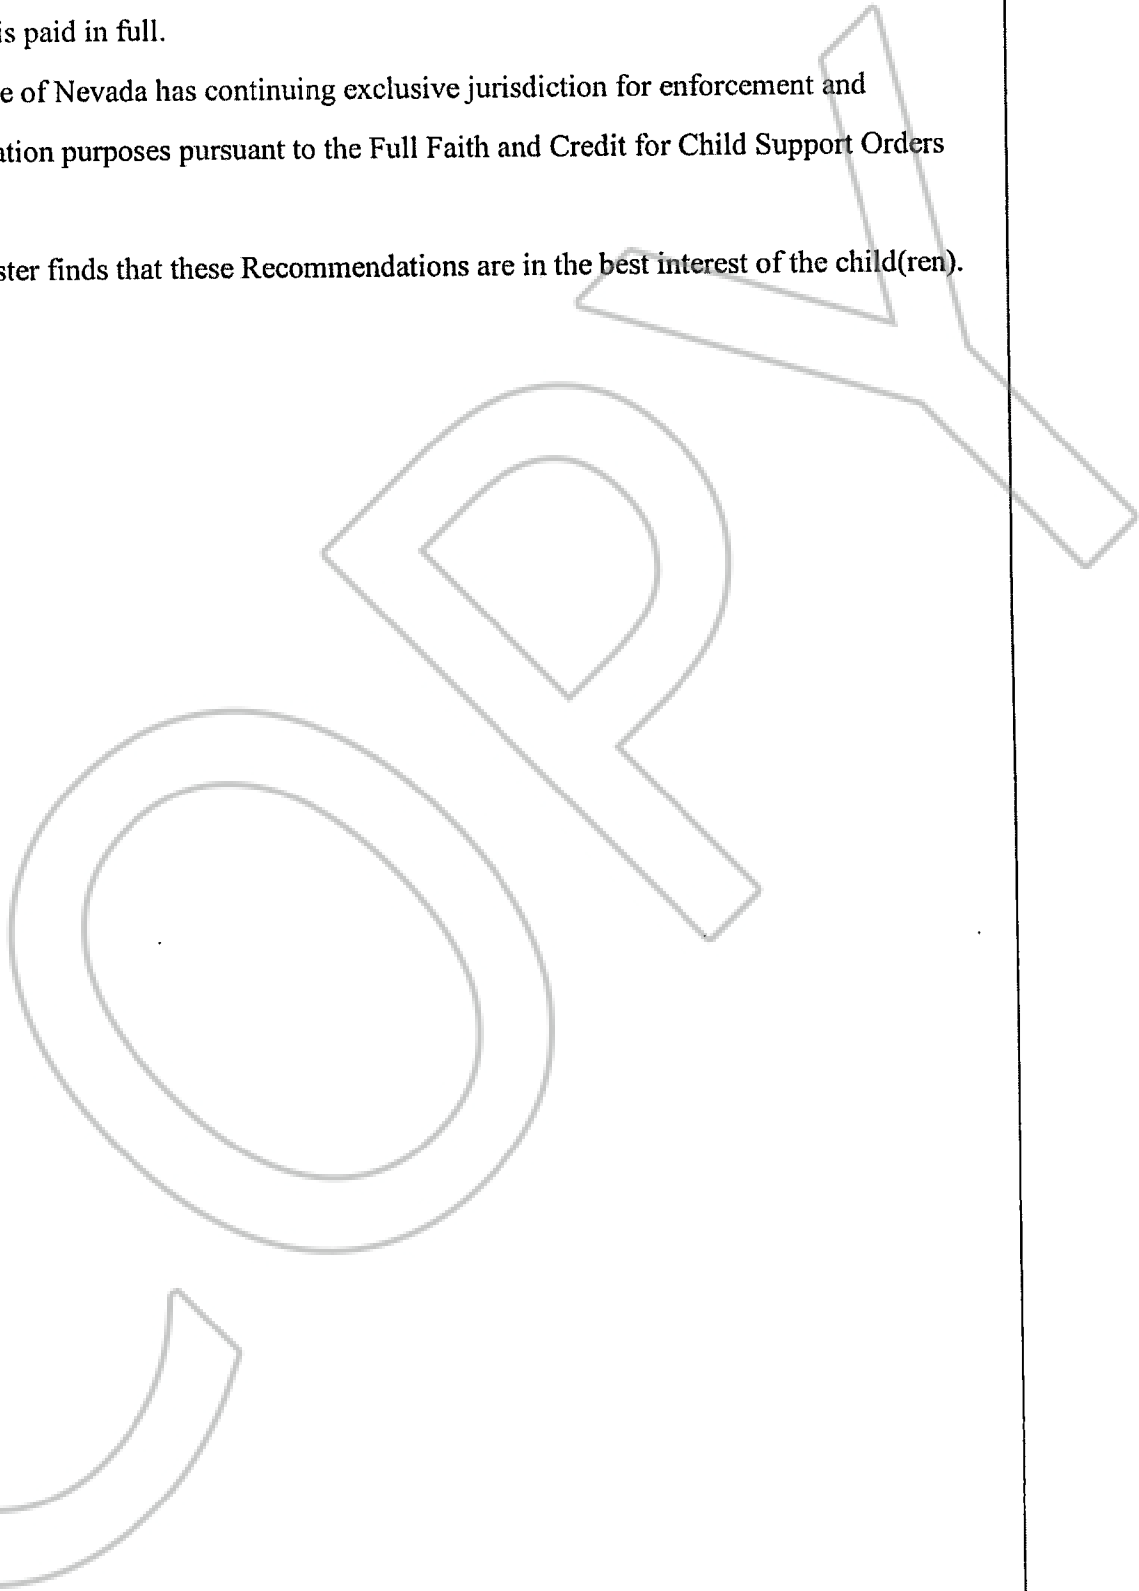 is paid in full.
e of Nevada has continuing exclusive jurisdiction for enforcement and
ation purposes pursuant to the Full Faith and Credit for Child Support Orders
ster finds that these Recommendations are in the best interest of the child(ren).
COPY